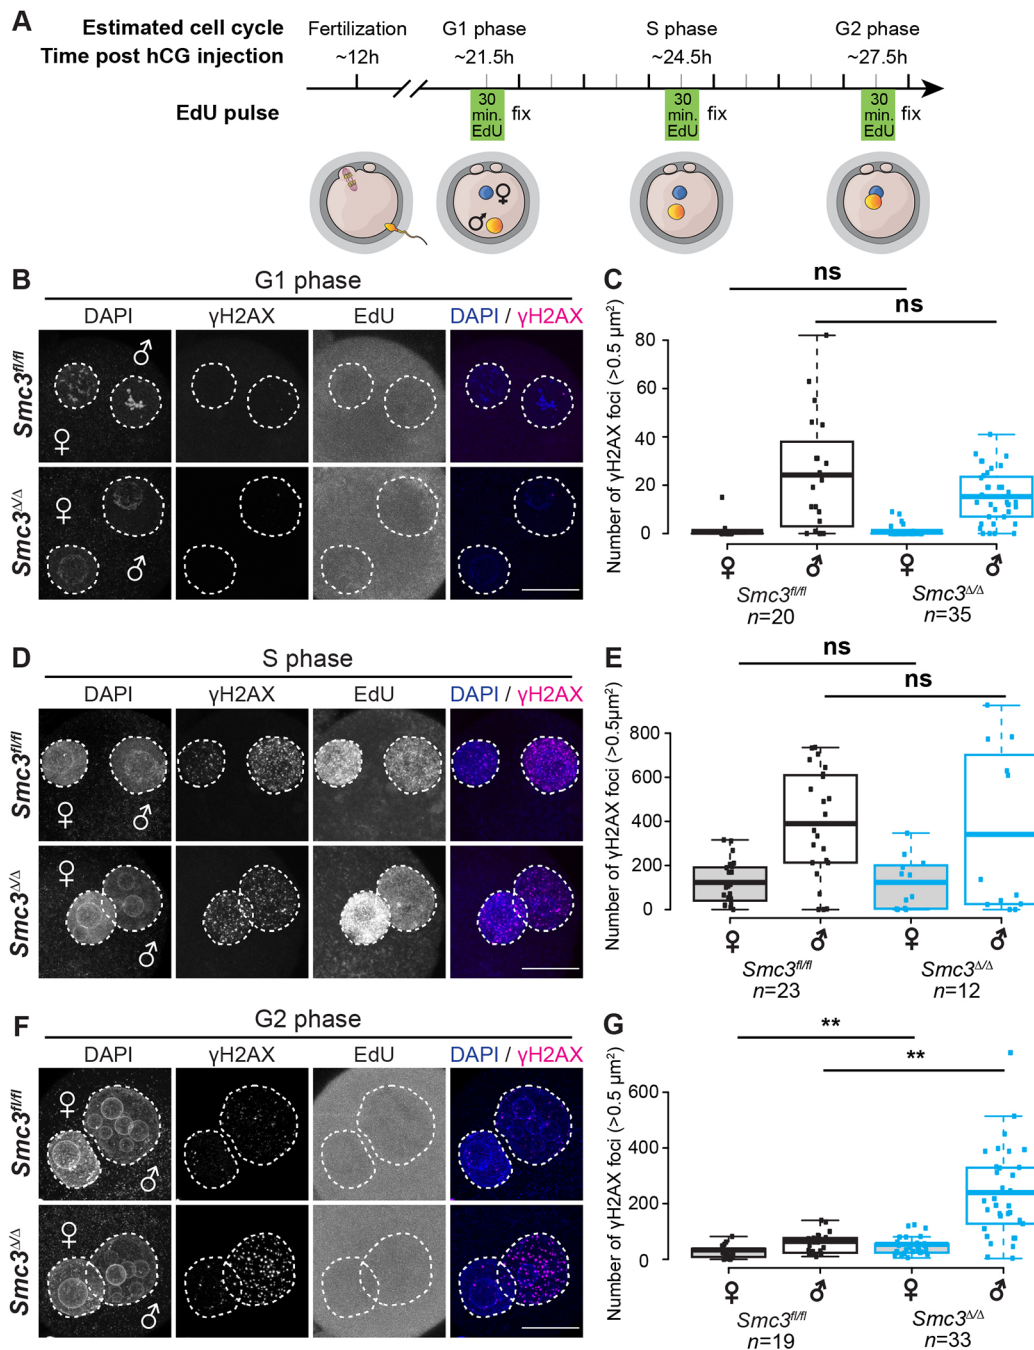 A
Estimated cell cycle Fertilization G1 phase S phase G2 phase
Time post hCG injection ~12h ~21.5h ~24.5h ~27.5h
EdU pulse 30 min. EdU fix 30 min. EdU fix 30 min. EdU fix
♀
♂
B
G1 phase
DAPI γH2AX EdU DAPI / γH2AX
Smc3fl/fl
♂
♀
Smc3Δ/Δ
♀
♂
C
ns
ns
Number of γH2AX foci (>0.5 µm²)
80
60
40
20
0
♀ ♂ ♀ ♂
Smc3fl/fl Smc3Δ/Δ
n=20 n=35
D
S phase
DAPI γH2AX EdU DAPI / γH2AX
Smc3fl/fl
♀ ♂
Smc3Δ/Δ
♀
♂
E
ns
ns
Number of γH2AX foci (>0.5µm²)
800
600
400
200
0
♀ ♂ ♀ ♂
Smc3fl/fl Smc3Δ/Δ
n=23 n=12
F
G2 phase
DAPI γH2AX EdU DAPI / γH2AX
Smc3fl/fl
♀
♂
Smc3Δ/Δ
♀
♂
G
**
**
Number of γH2AX foci (>0.5 µm²)
600
400
200
0
♀ ♂ ♀ ♂
Smc3fl/fl Smc3Δ/Δ
n=19 n=33